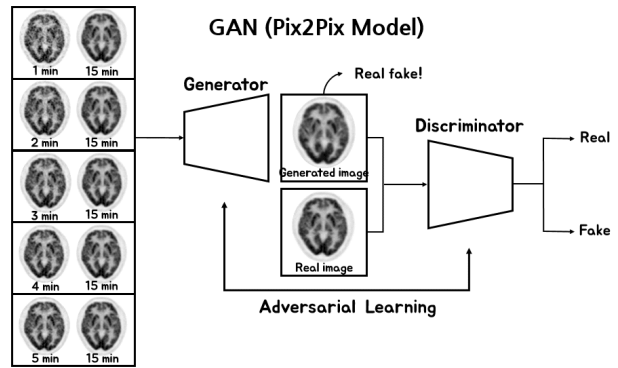 GAN (Pix2Pix Model)
1 min 15 min
2 min 15 min
3 min 15 min
4 min 15 min
5 min 15 min
Generator
Real fake!
Generated image
Real image
Discriminator
Real
Fake
Adversarial Learning